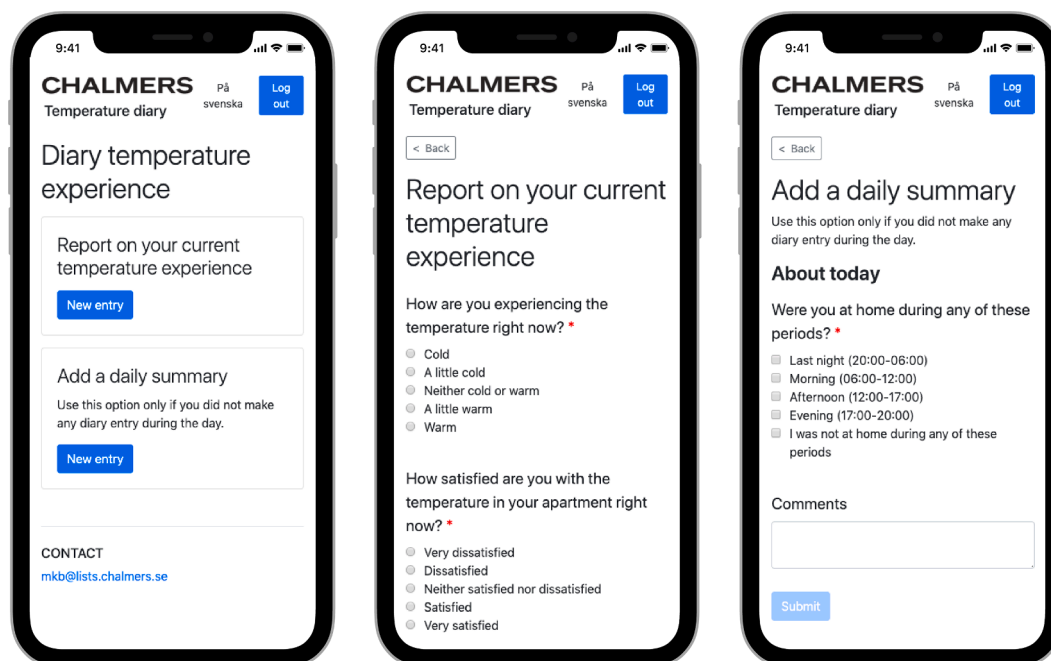 9:41
CHALMERS
Temperature diary
På
svenska
Log
out
Diary temperature
experience
Report on your current
temperature experience
New entry
Add a daily summary
Use this option only if you did not make
any diary entry during the day.
New entry
CONTACT
mkb@lists.chalmers.se
9:41
CHALMERS
Temperature diary
På
svenska
Log
out
< Back
Report on your current
temperature
experience
How are you experiencing the
temperature right now? *
Cold
A little cold
Neither cold or warm
A little warm
Warm
How satisfied are you with the
temperature in your apartment right
now? *
Very dissatisfied
Dissatisfied
Neither satisfied nor dissatisfied
Satisfied
Very satisfied
9:41
CHALMERS
Temperature diary
På
svenska
Log
out
< Back
Add a daily summary
Use this option only if you did not make any
diary entry during the day.
About today
Were you at home during any of these
periods? *
Last night (20:00-06:00)
Morning (06:00-12:00)
Afternoon (12:00-17:00)
Evening (17:00-20:00)
I was not at home during any of these
periods
Comments
Submit